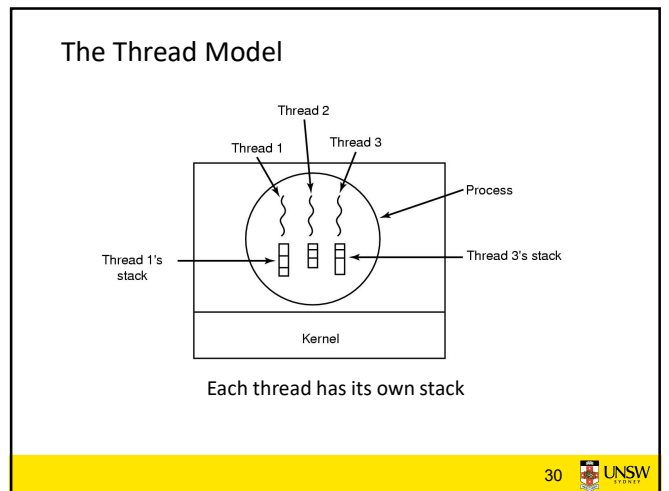 The Thread Model
Thread 2
Thread 1
Thread 3
Process
Thread 1's
stack
Thread 3's stack
Kernel
Each thread has its own stack
30
UNSW
SYDNEY